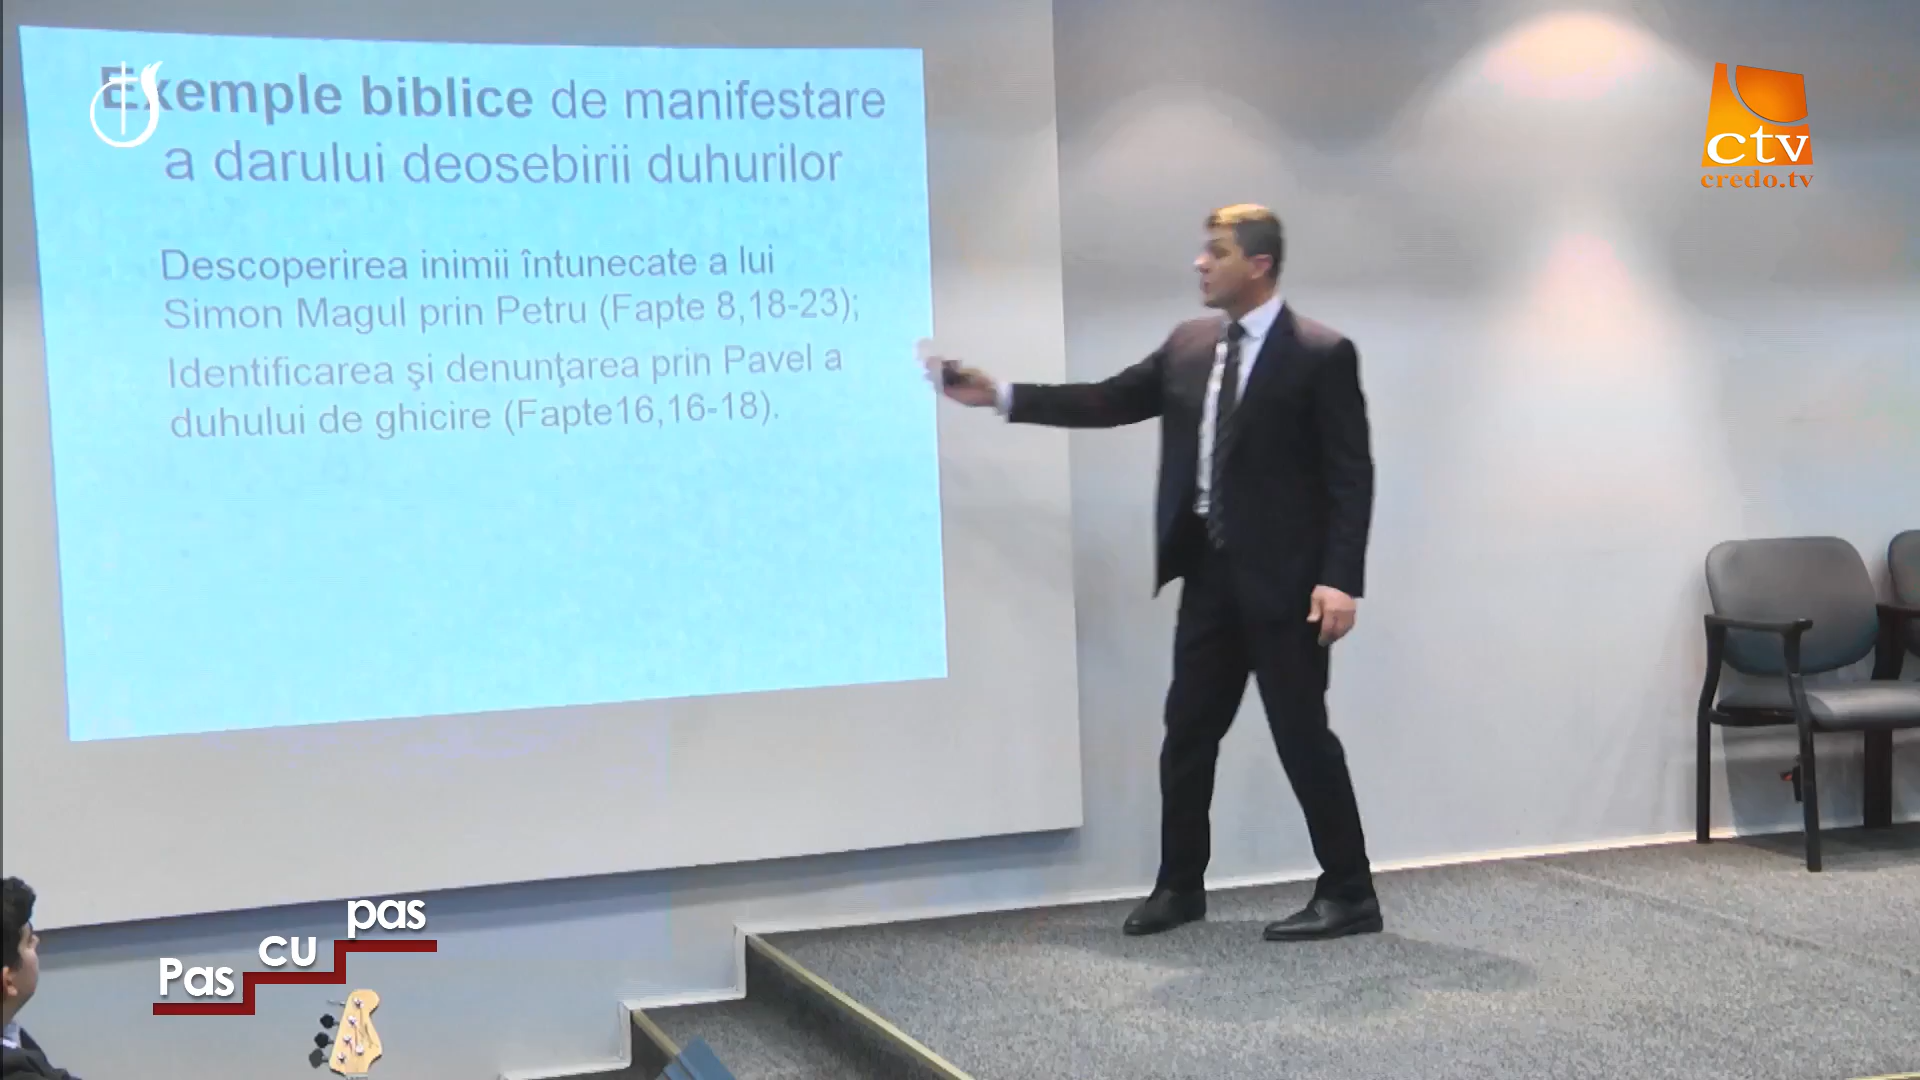 Exemple biblice de manifestare
a darului deosebirii duhurilor
Descoperirea inimii întunecate a lui
Simon Magul prin Petru (Fapte 8,18-23);
Identificarea şi denunţarea prin Pavel a
duhului de ghicire (Fapte16,16-18).
ctv
credo.tv
Pas cu pas